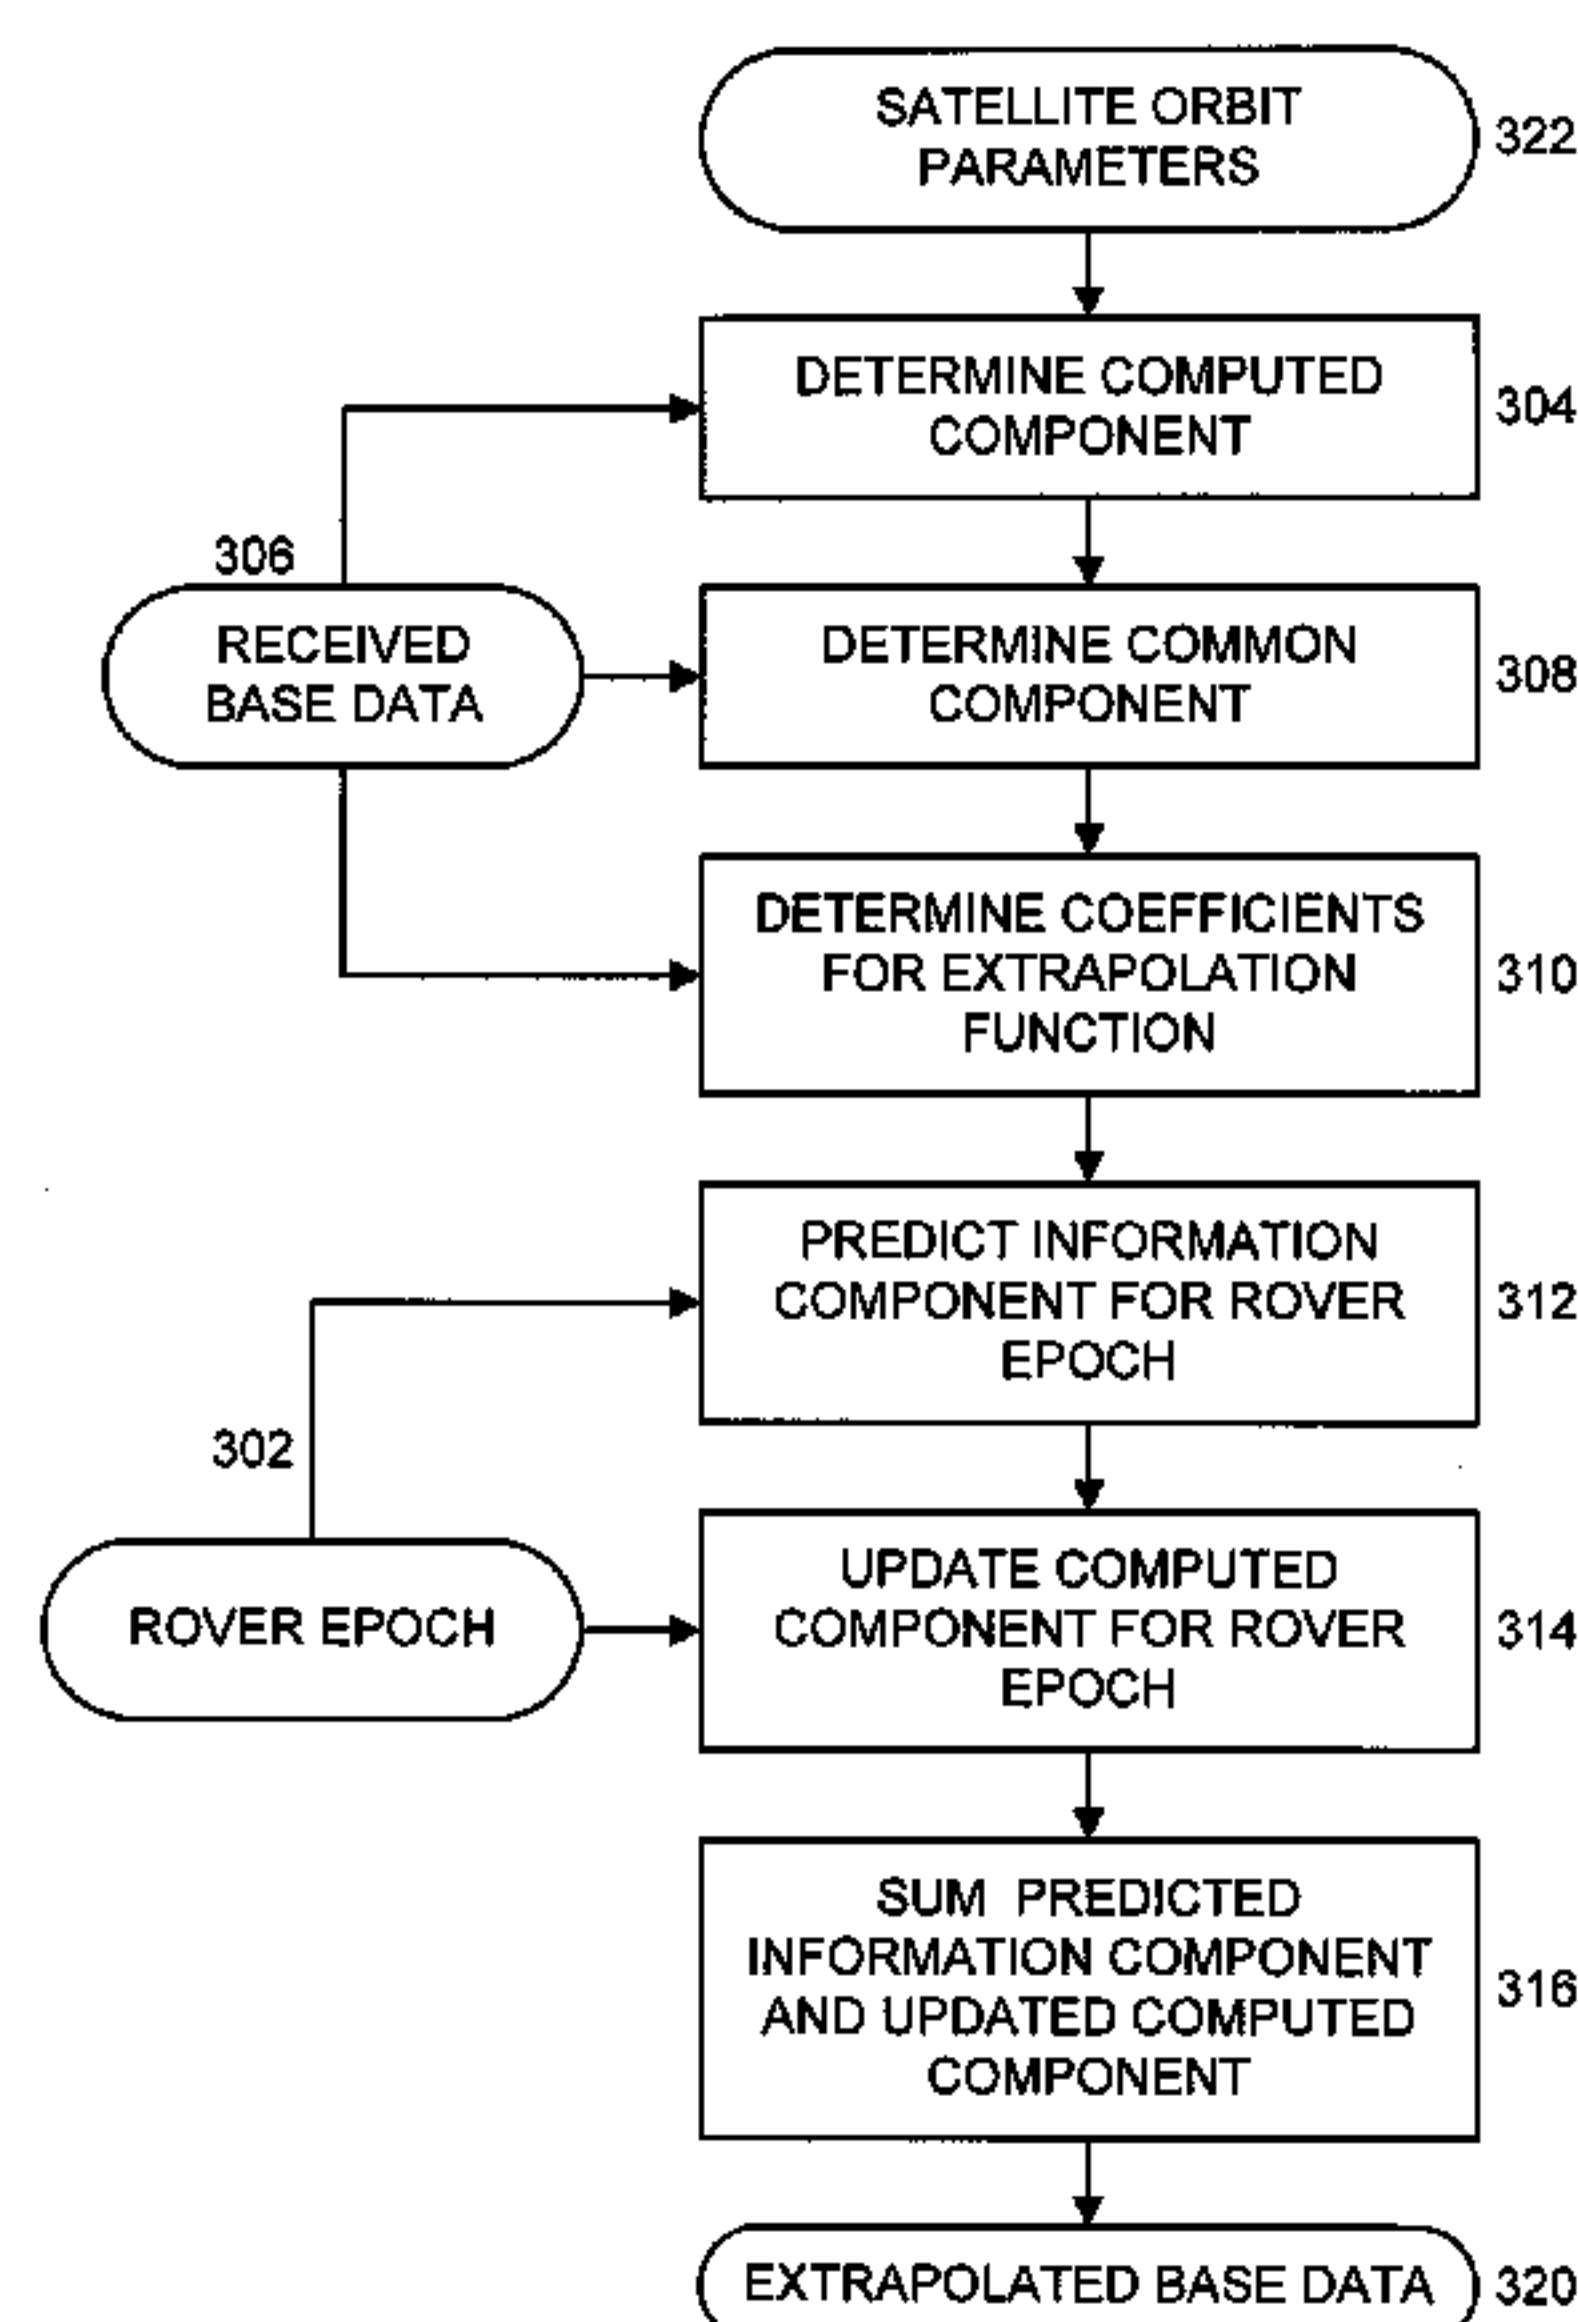 SATELLITE ORBIT
PARAMETERS
322
DETERMINE COMPUTED
COMPONENT
304
306
RECEIVED
BASE DATA
DETERMINE COMMON
COMPONENT
308
DETERMINE COEFFICIENTS
FOR EXTRAPOLATION
FUNCTION
310
PREDICT INFORMATION
COMPONENT FOR ROVER
EPOCH
312
302
ROVER EPOCH
UPDATE COMPUTED
COMPONENT FOR ROVER
EPOCH
314
SUM PREDICTED
INFORMATION COMPONENT
AND UPDATED COMPUTED
COMPONENT
316
EXTRAPOLATED BASE DATA
320